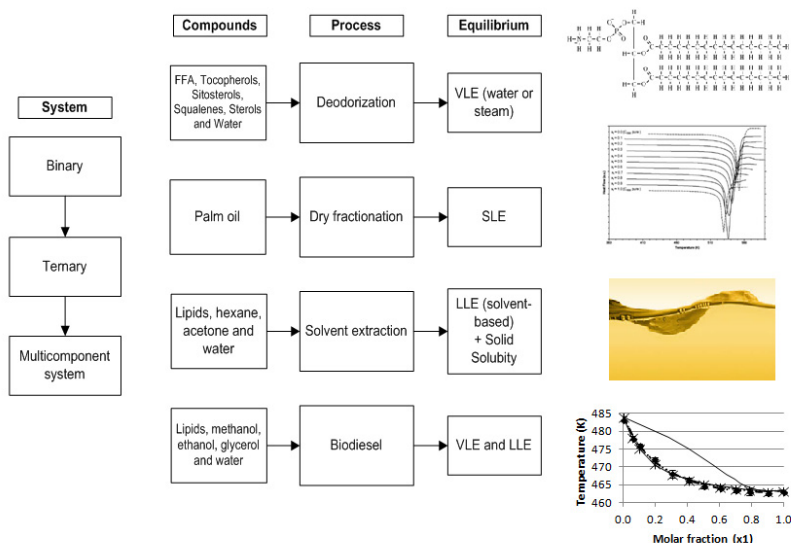 System
Binary
Ternary
Multicomponent
system
Compounds
Process
Equilibrium
FFA, Tocopherols,
Sitosterols,
Squalenes, Sterols
and Water
Deodorization
VLE (water or
steam)
Palm oil
Dry fractionation
SLE
Lipids, hexane,
acetone and
water
Solvent extraction
LLE (solvent-
based)
+ Solid
Solubity
Lipids, methanol,
ethanol, glycerol
and water
Biodiesel
VLE and LLE
Temperature (K)
485
480
475
470
465
460
0.0 0.2 0.4 0.6 0.8 1.0
Molar fraction (x1)